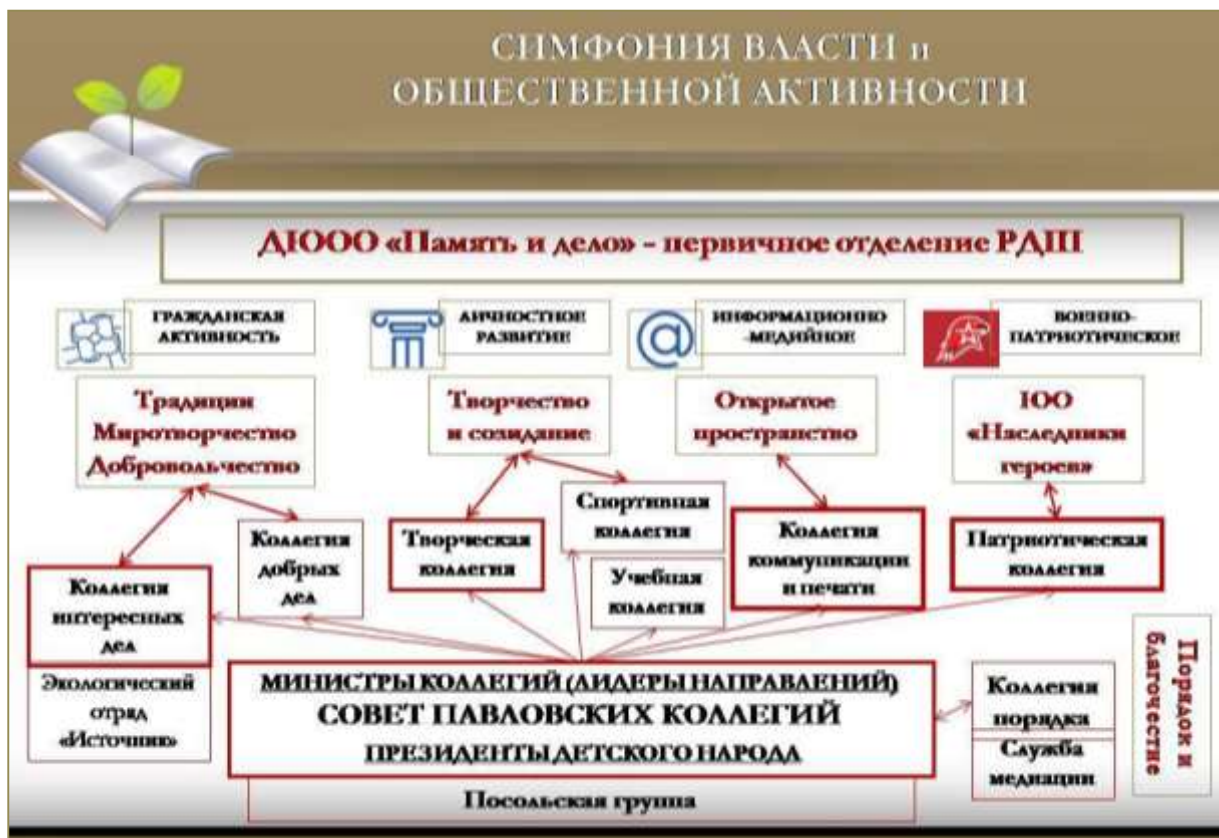 СИМФОНИЯ ВЛАСТИ и
ОБЩЕСТВЕННОЙ АКТИВНОСТИ
ДЮОО «Память и дело» - первичное отделение РДШ
ГРАЖДАНСКАЯ
АКТИВНОСТЬ
ЛИЧНОСТНОЕ
РАЗВИТИЕ
ИНФОРМАЦИОННО
-МЕДИЙНОЕ
ВОЕННО-
ПАТРИОТИЧЕСКОЕ
Традиции
Миротворчество
Добровольчество
Творчество
и созидание
Открытое
пространство
ЮО
«Наследники
героев»
Коллегия
интересных
дел
Коллегия
добрых
дел
Творческая
коллегия
Спортивная
коллегия
Учебная
коллегия
Коллегия
коммуникации
и печати
Патриотическая
коллегия
Экологический
отряд
«Источник»
МИНИСТРЫ КОЛЛЕГИЙ (ЛИДЕРЫ НАПРАВЛЕНИЙ)
СОВЕТ ПАВЛОВСКИХ КОЛЛЕГИЙ
ПРЕЗИДЕНТЫ ДЕТСКОГО НАРОДА
Посольская группа
Коллегия
порядка
Служба
медиации
Порядок и
благочестие